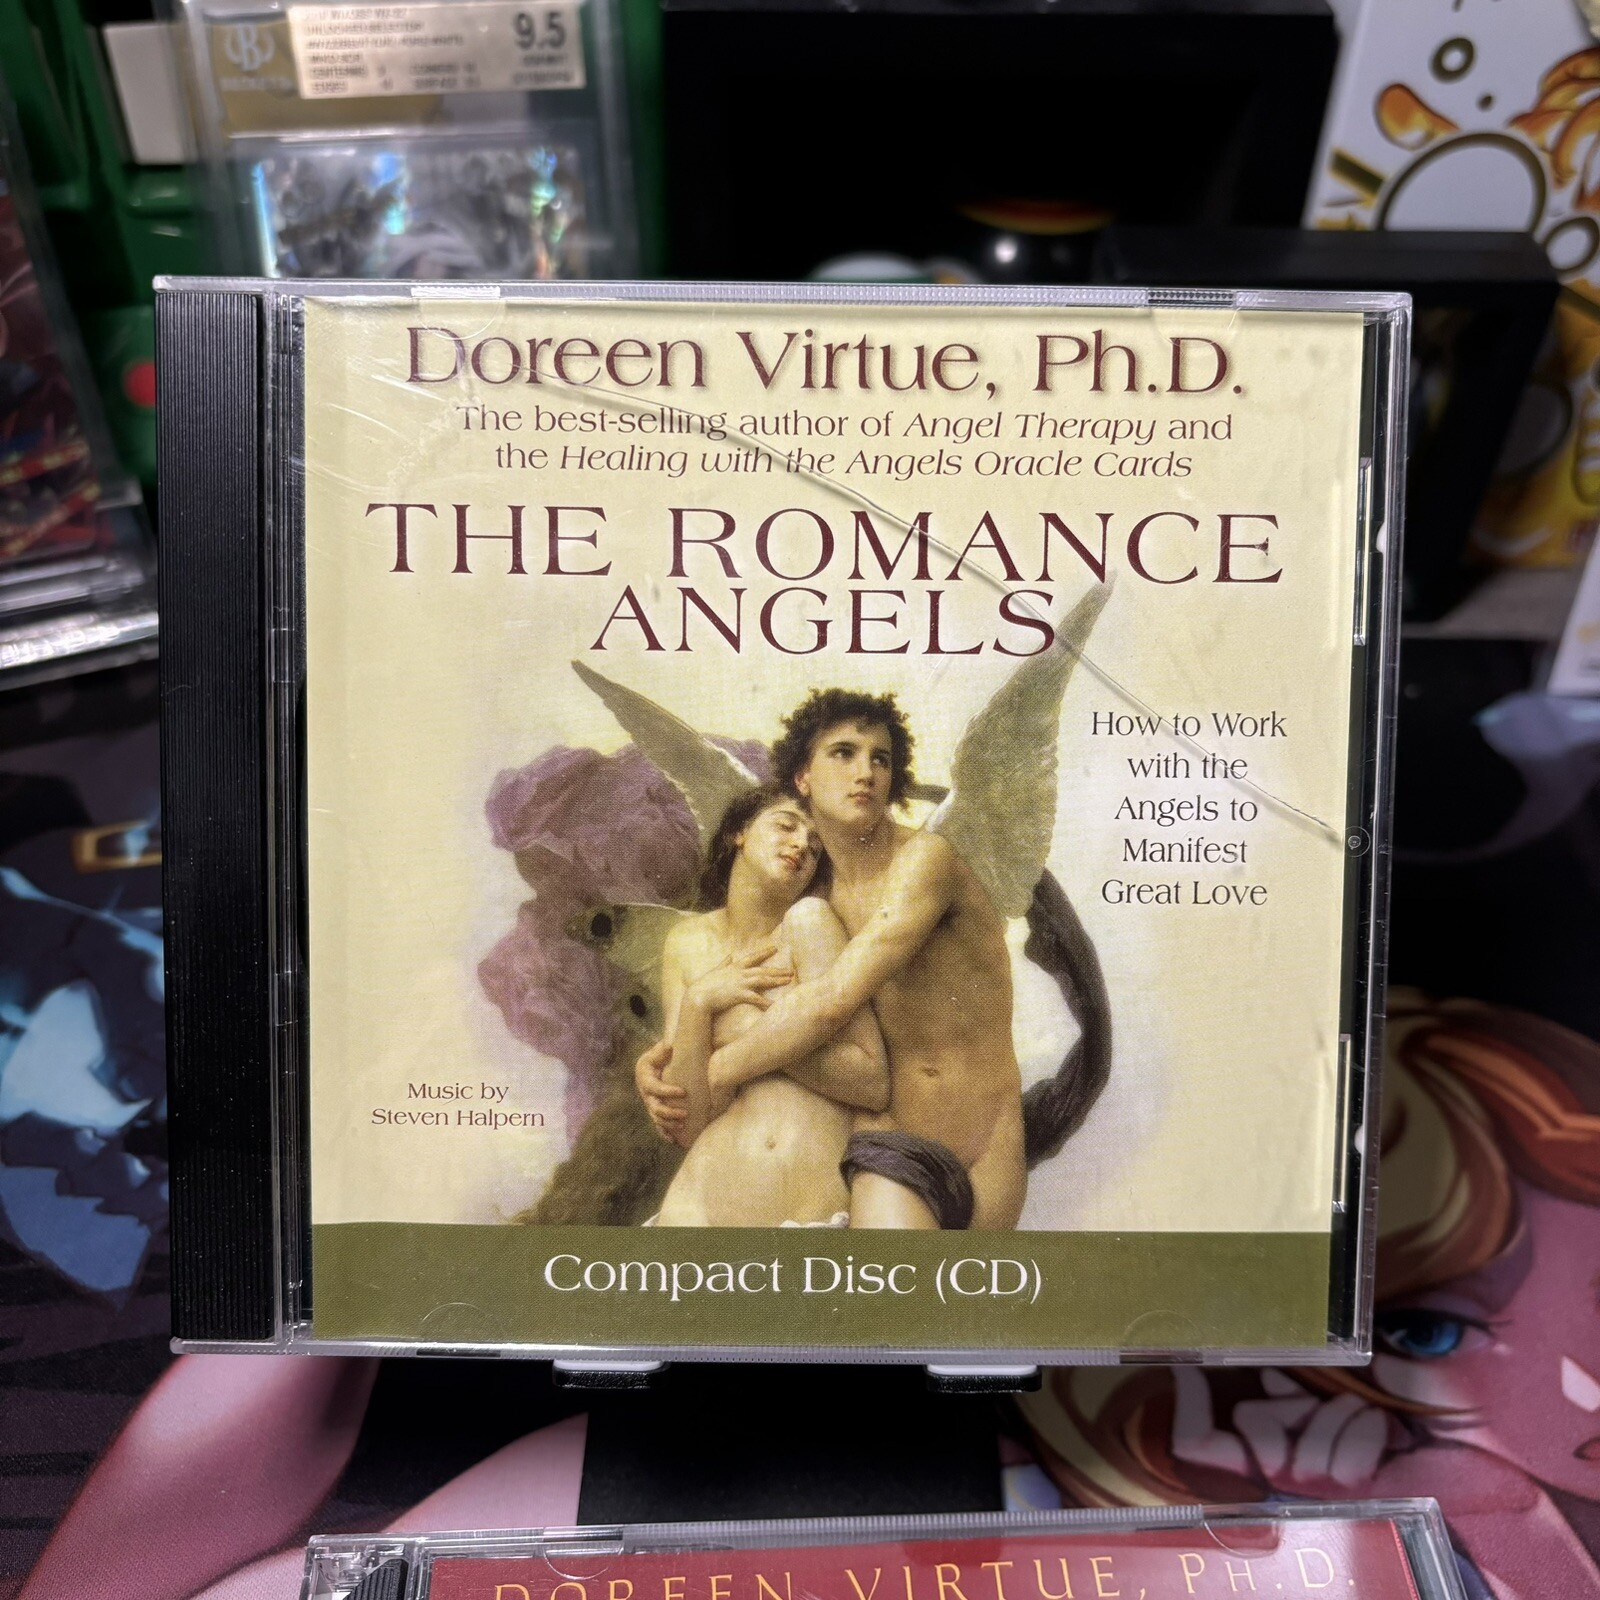 9.5
Doreen Virtue, Ph.D.
The best-selling author of Angel Therapy and
the Healing with the Angels Oracle Cards
THE ROMANCE
ANGELS
How to Work
with the
Angels to
Manifest
Great Love
Music by
Steven Halpern
Compact Disc (CD)
DOREEN VIRTUE, PH.D.